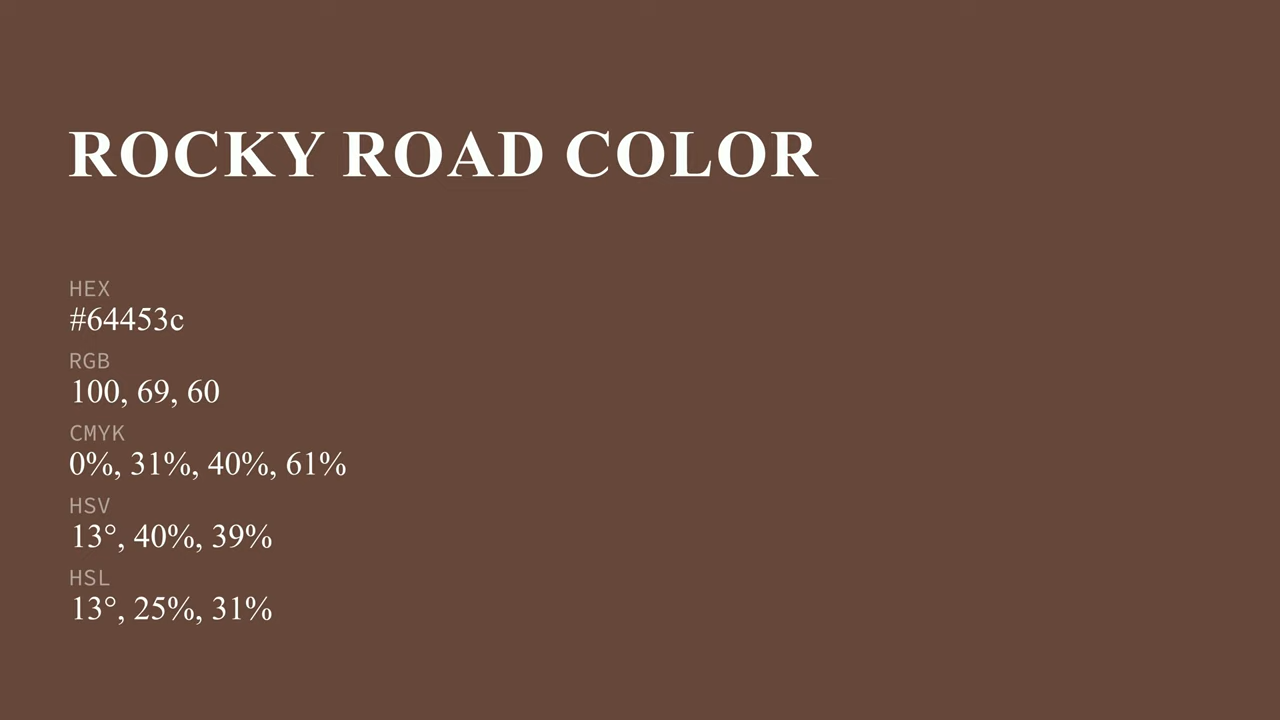 ROCKY ROAD COLOR
HEX
#64453c
RGB
100, 69, 60
CMYK
0%, 31%, 40%, 61%
HSV
13°, 40%, 39%
HSL
13°, 25%, 31%